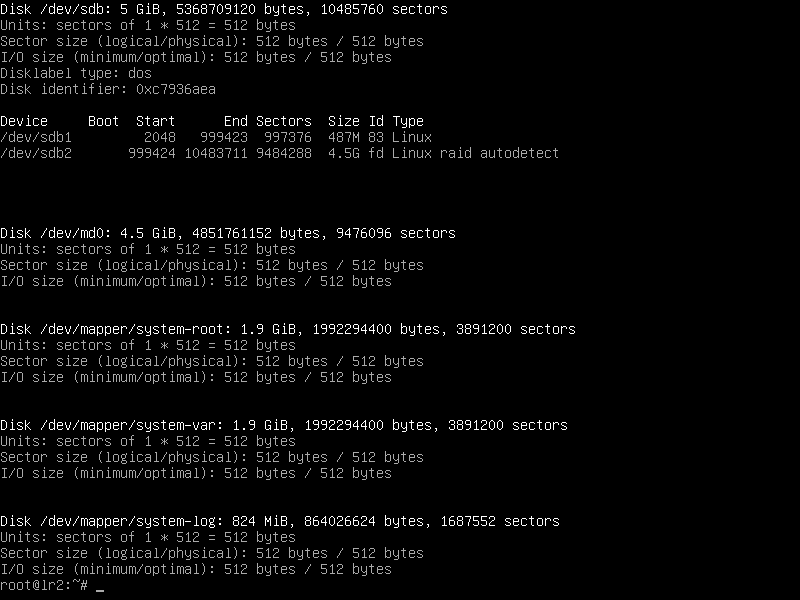 Disk /dev/sdb: 5 GiB, 5368709120 bytes, 10485760 sectors
Units: sectors of 1 * 512 = 512 bytes
Sector size (logical/physical): 512 bytes / 512 bytes
I/O size (minimum/optimal): 512 bytes / 512 bytes
Disklabel type: dos
Disk identifier: 0xc7936aea
Device     Boot  Start      End Sectors  Size Id Type
/dev/sdb1         2048   999423  997376  487M 83 Linux
/dev/sdb2       999424 10483711 9484288  4.5G fd Linux raid autodetect
Disk /dev/md0: 4.5 GiB, 4851761152 bytes, 9476096 sectors
Units: sectors of 1 * 512 = 512 bytes
Sector size (logical/physical): 512 bytes / 512 bytes
I/O size (minimum/optimal): 512 bytes / 512 bytes
Disk /dev/mapper/system-root: 1.9 GiB, 1992294400 bytes, 3891200 sectors
Units: sectors of 1 * 512 = 512 bytes
Sector size (logical/physical): 512 bytes / 512 bytes
I/O size (minimum/optimal): 512 bytes / 512 bytes
Disk /dev/mapper/system-var: 1.9 GiB, 1992294400 bytes, 3891200 sectors
Units: sectors of 1 * 512 = 512 bytes
Sector size (logical/physical): 512 bytes / 512 bytes
I/O size (minimum/optimal): 512 bytes / 512 bytes
Disk /dev/mapper/system-log: 824 MiB, 864026624 bytes, 1687552 sectors
Units: sectors of 1 * 512 = 512 bytes
Sector size (logical/physical): 512 bytes / 512 bytes
I/O size (minimum/optimal): 512 bytes / 512 bytes
root@lr2:~# _